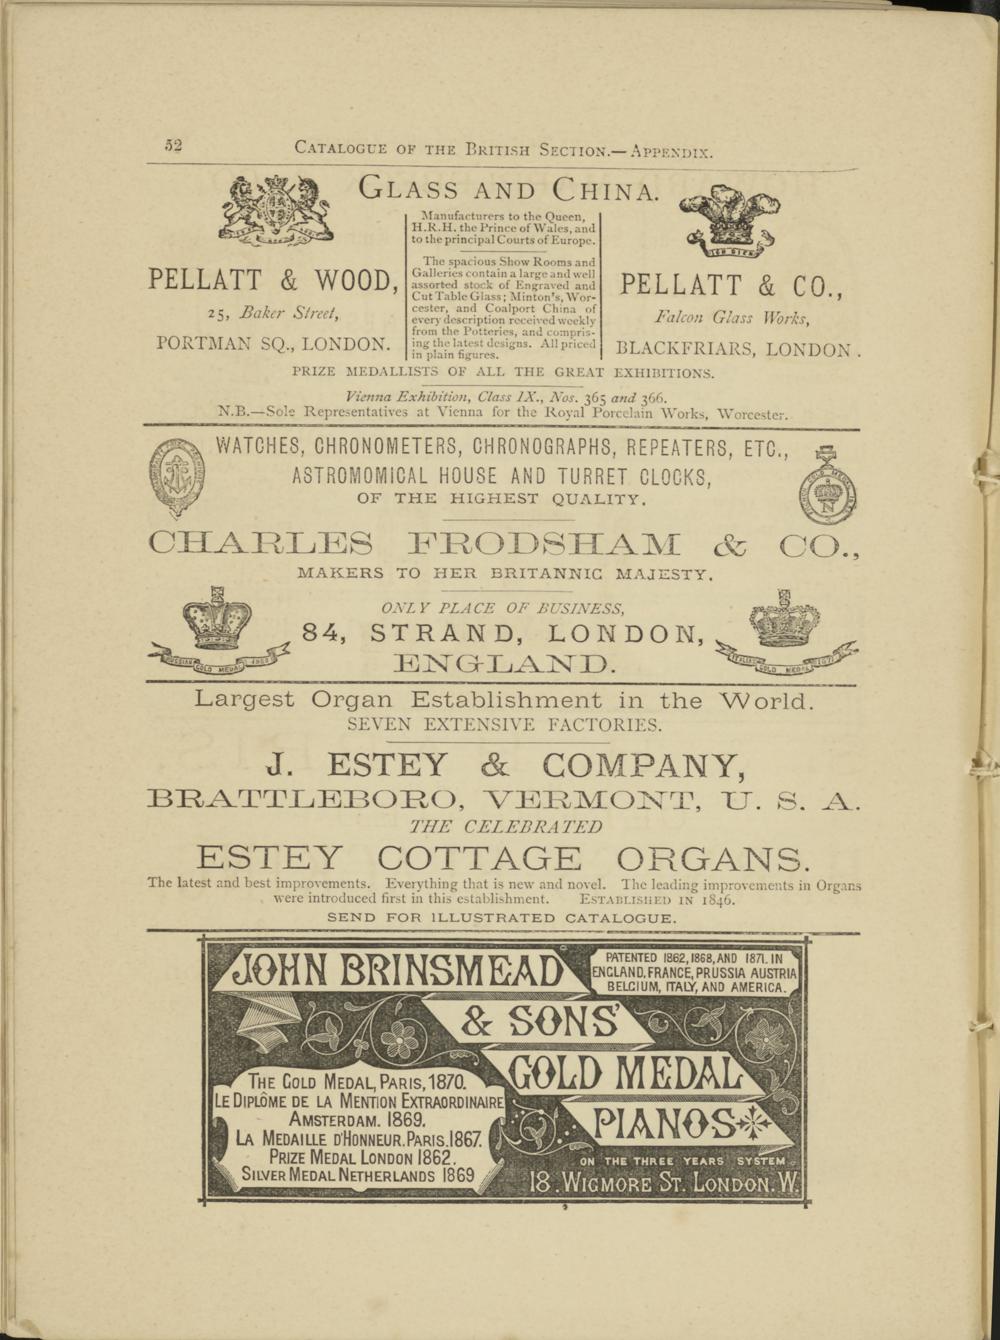 52
CATALOGUE OF THE BRITISH SECTION.—APPENDIX.
GLASS AND CHINA.
PELLATT & WOOD,
25, Baker Street,
PORTMAN SQ., LONDON.
Manufacturers to the Queen,
H.R.H. the Prince of Wales, and
to the principal Courts of Europe.
The spacious Show Rooms and
Galleries contain a large and well
assorted stock of Engraved and
Cut Table Glass; Minton's, Wor-
cester, and Coalport China of
every description received weekly
from the Potteries, and compris-
ing the latest designs. All priced
in plain figures.
PELLATT & CO.,
Falcon Glass Works,
BLACKFRIARS, LONDON.
PRIZE MEDALLISTS OF ALL THE GREAT EXHIBITIONS.
Vienna Exhibition, Class IX., Nos. 365 and 366.
N.B.—Sole Representatives at Vienna for the Royal Porcelain Works, Worcester.
WATCHES, CHRONOMETERS, CHRONOGRAPHS, REPEATERS, ETC.,
ASTROMOMICAL HOUSE AND TURRET CLOCKS,
OF THE HIGHEST QUALITY.
CHARLES FRODSHAM & CO.,
MAKERS TO HER BRITANNIC MAJESTY.
ONLY PLACE OF BUSINESS,
84, STRAND, LONDON,
ENGLAND.
RUSSIAN GOLD MEDAL
GOLD MEDAL
Largest Organ Establishment in the World.
SEVEN EXTENSIVE FACTORIES.
J. ESTEY & COMPANY,
BRATTLEBORO, VERMONT, U. S. A.
THE CELEBRATED
ESTEY COTTAGE ORGANS.
The latest and best improvements. Everything that is new and novel. The leading improvements in Organs
were introduced first in this establishment. ESTABLISHED IN 1846.
SEND FOR ILLUSTRATED CATALOGUE.
JOHN BRINSMEAD
PATENTED 1862, 1868, AND 1871. IN
ENGLAND, FRANCE, PRUSSIA AUSTRIA
BELGIUM, ITALY, AND AMERICA.
& SONS'
GOLD MEDAL
PIANOS
THE GOLD MEDAL, PARIS, 1870.
LE DIPLÔME DE LA MENTION EXTRAORDINAIRE
AMSTERDAM. 1869.
LA MEDAILLE D'HONNEUR. PARIS. 1867.
PRIZE MEDAL LONDON 1862.
SILVER MEDAL NETHERLANDS 1869
ON THE THREE YEARS SYSTEM.
18. WIGMORE ST. LONDON. W.